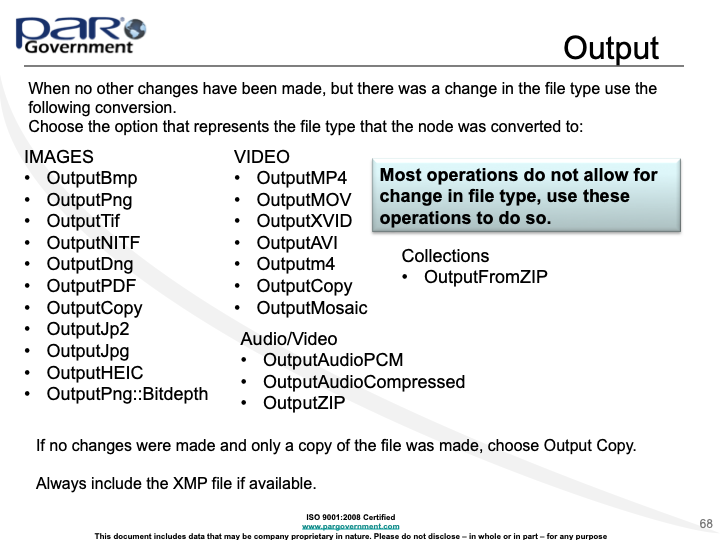 PAR
Government
Output
When no other changes have been made, but there was a change in the file type use the
following conversion.
Choose the option that represents the file type that the node was converted to:
IMAGES
• OutputBmp
• OutputPng
• OutputTif
• OutputNITF
• OutputDng
• OutputPDF
• OutputCopy
• OutputJp2
• OutputJpg
• OutputHEIC
• OutputPng::Bitdepth
VIDEO
• OutputMP4
• OutputMOV
• OutputXVID
• OutputAVI
• Outputm4
• OutputCopy
• OutputMosaic
Most operations do not allow for
change in file type, use these
operations to do so.
Collections
• OutputFromZIP
Audio/Video
• OutputAudioPCM
• OutputAudioCompressed
• OutputZIP
If no changes were made and only a copy of the file was made, choose Output Copy.
Always include the XMP file if available.
ISO 9001:2008 Certified
www.pargovernment.com
This document includes data that may be company proprietary in nature. Please do not disclose – in whole or in part – for any purpose
68